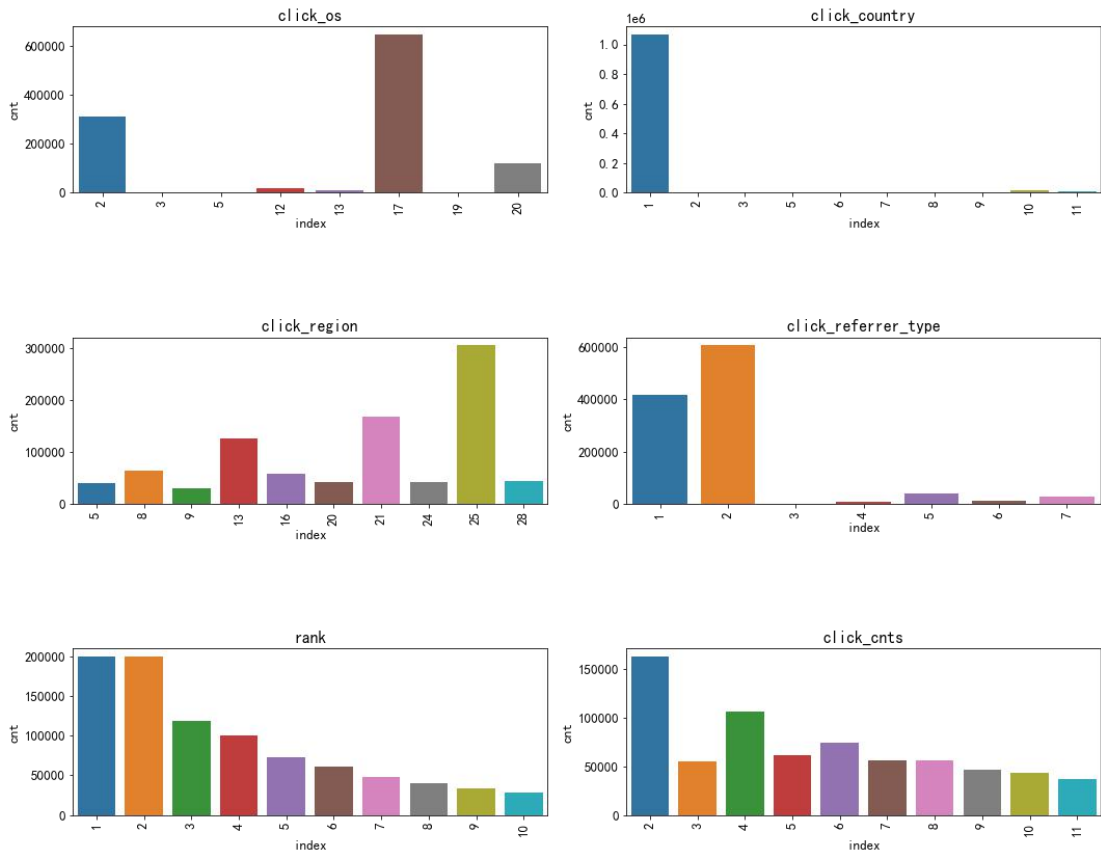 click_os
cnt
600000
400000
200000
0
2 3 5 12 13 17 19 20
index
click_country
1e6
cnt
1.0
0.8
0.6
0.4
0.2
0.0
1 2 3 5 6 7 8 9 10 11
index
click_region
cnt
300000
200000
100000
0
5 8 9 13 16 20 21 24 25 28
index
click_referrer_type
cnt
600000
400000
200000
0
1 2 3 4 5 6 7
index
rank
cnt
200000
150000
100000
50000
0
1 2 3 4 5 6 7 8 9 10
index
click_cnts
cnt
150000
100000
50000
0
2 3 4 5 6 7 8 9 10 11
index